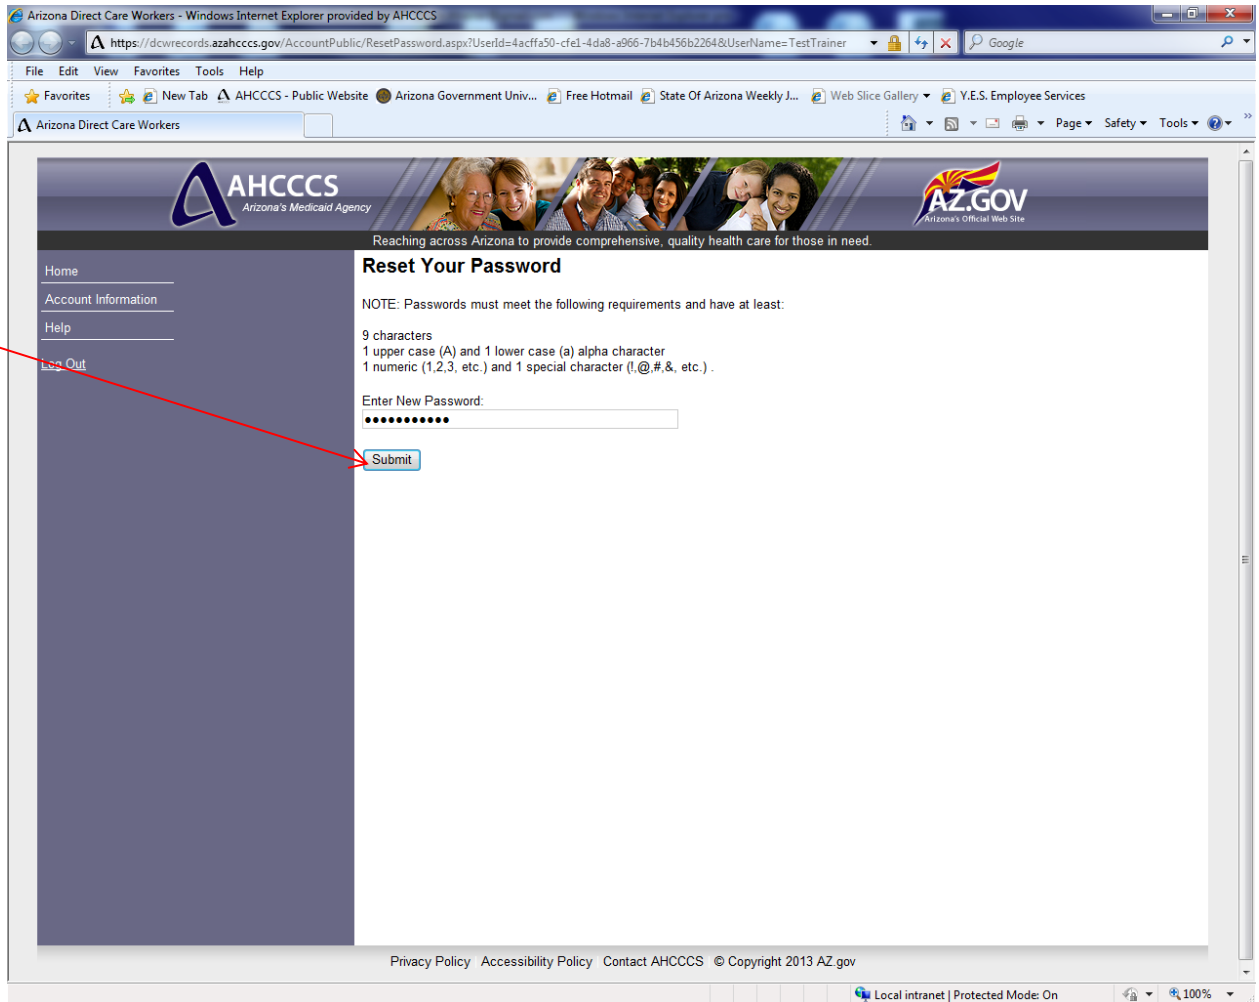 Arizona Direct Care Workers - Windows Internet Explorer provided by AHCCCS
https://dcwrecords.azahcccs.gov/AccountPublic/ResetPassword.aspx?UserId=4acffa50-cfe1-4da8-a966-7b4b456b2264&UserName=TestTrainer
Google
File Edit View Favorites Tools Help
Favorites New Tab AHCCCS - Public Website Arizona Government Univ... Free Hotmail State Of Arizona Weekly J... Web Slice Gallery Y.E.S. Employee Services
Arizona Direct Care Workers
Page Safety Tools
AHCCCS
Arizona's Medicaid Agency
AZ.GOV
Arizona's Official Web Site
Reaching across Arizona to provide comprehensive, quality health care for those in need.
Home
Account Information
Help
Log Out
Reset Your Password
NOTE: Passwords must meet the following requirements and have at least:
9 characters
1 upper case (A) and 1 lower case (a) alpha character
1 numeric (1,2,3, etc.) and 1 special character (!,@,#,&, etc.) .
Enter New Password:
•••••••••••
Submit
Privacy Policy Accessibility Policy Contact AHCCCS © Copyright 2013 AZ.gov
Local intranet | Protected Mode: On
100%